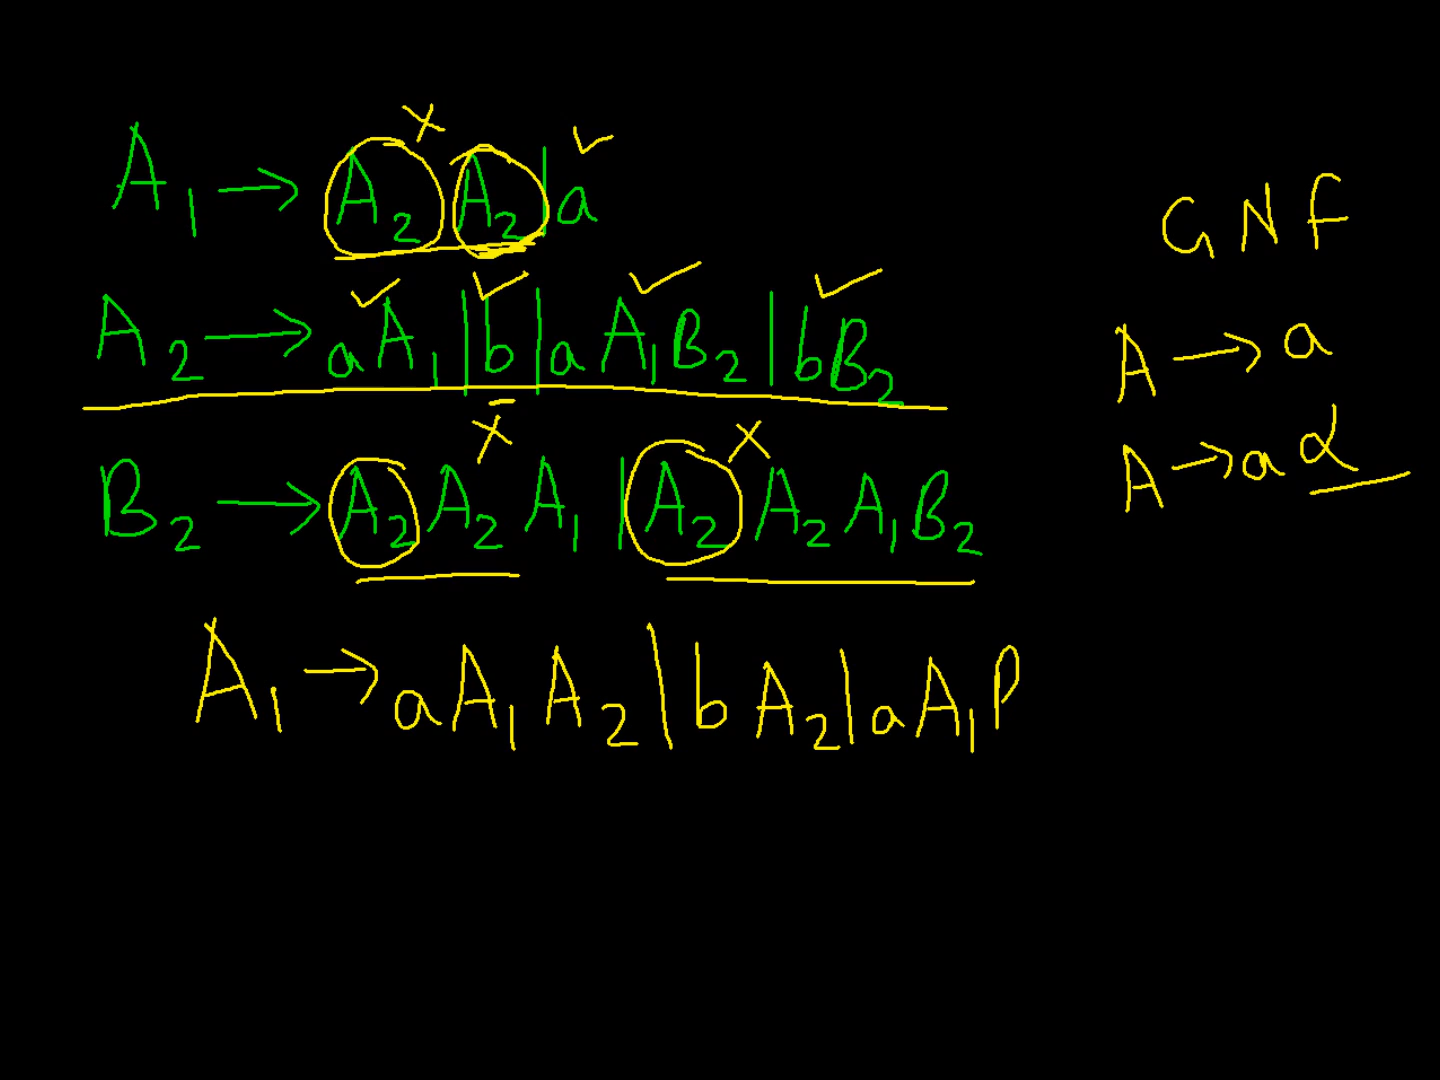 A₁ → A₂ A₂ | a
A₂ → aA₁ | b | aA₁B₂ | bB₂
B₂ → A₂ A₂ A₁ | A₂ A₂ A₁ B₂
A₁ → aA₁ A₂ | bA₂ | aA₁P
GNF
A → a
A → aα